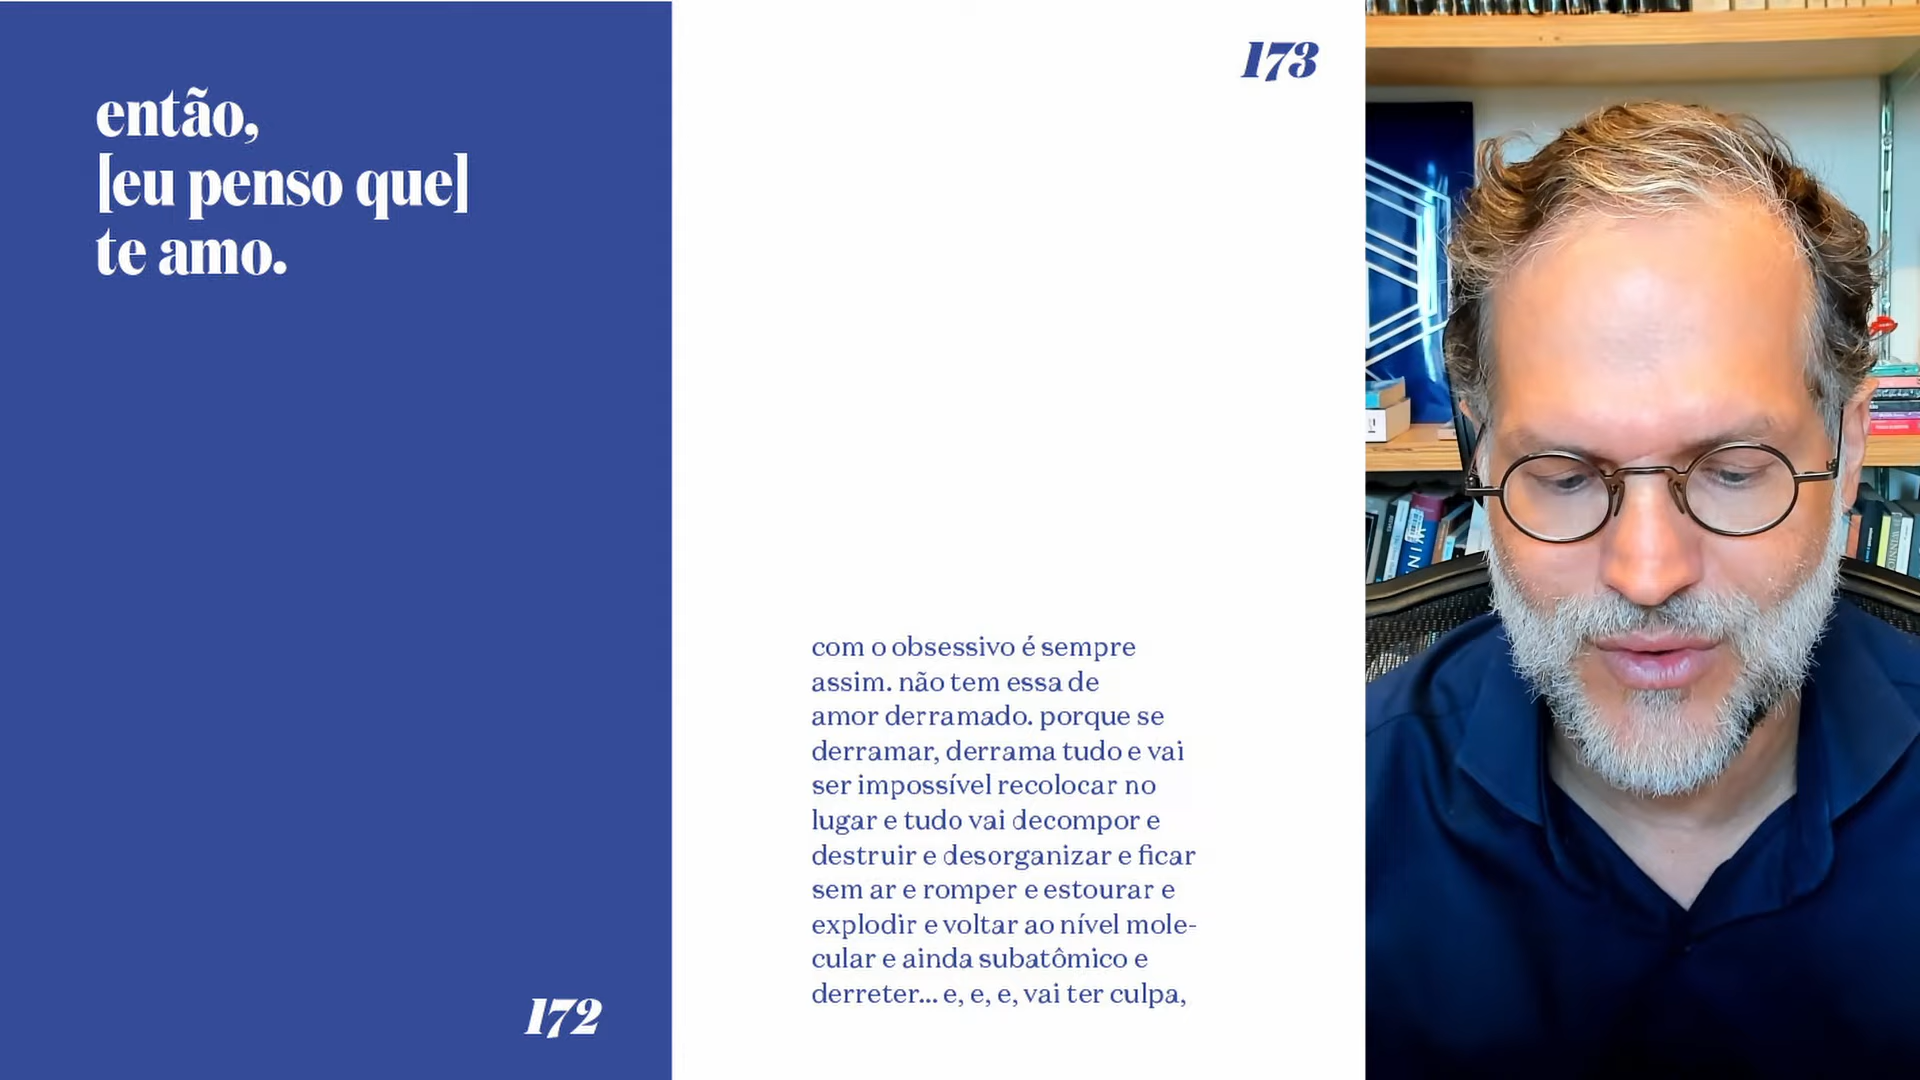 então,
[eu penso que]
te amo.
172
173
com o obsessivo é sempre
assim. não tem essa de
amor derramado. porque se
derramar, derrama tudo e vai
ser impossível recolocar no
lugar e tudo vai decompor e
destruir e desorganizar e ficar
sem ar e romper e estourar e
explodir e voltar ao nível mole-
cular e ainda subatômico e
derreter... e, e, e, vai ter culpa,